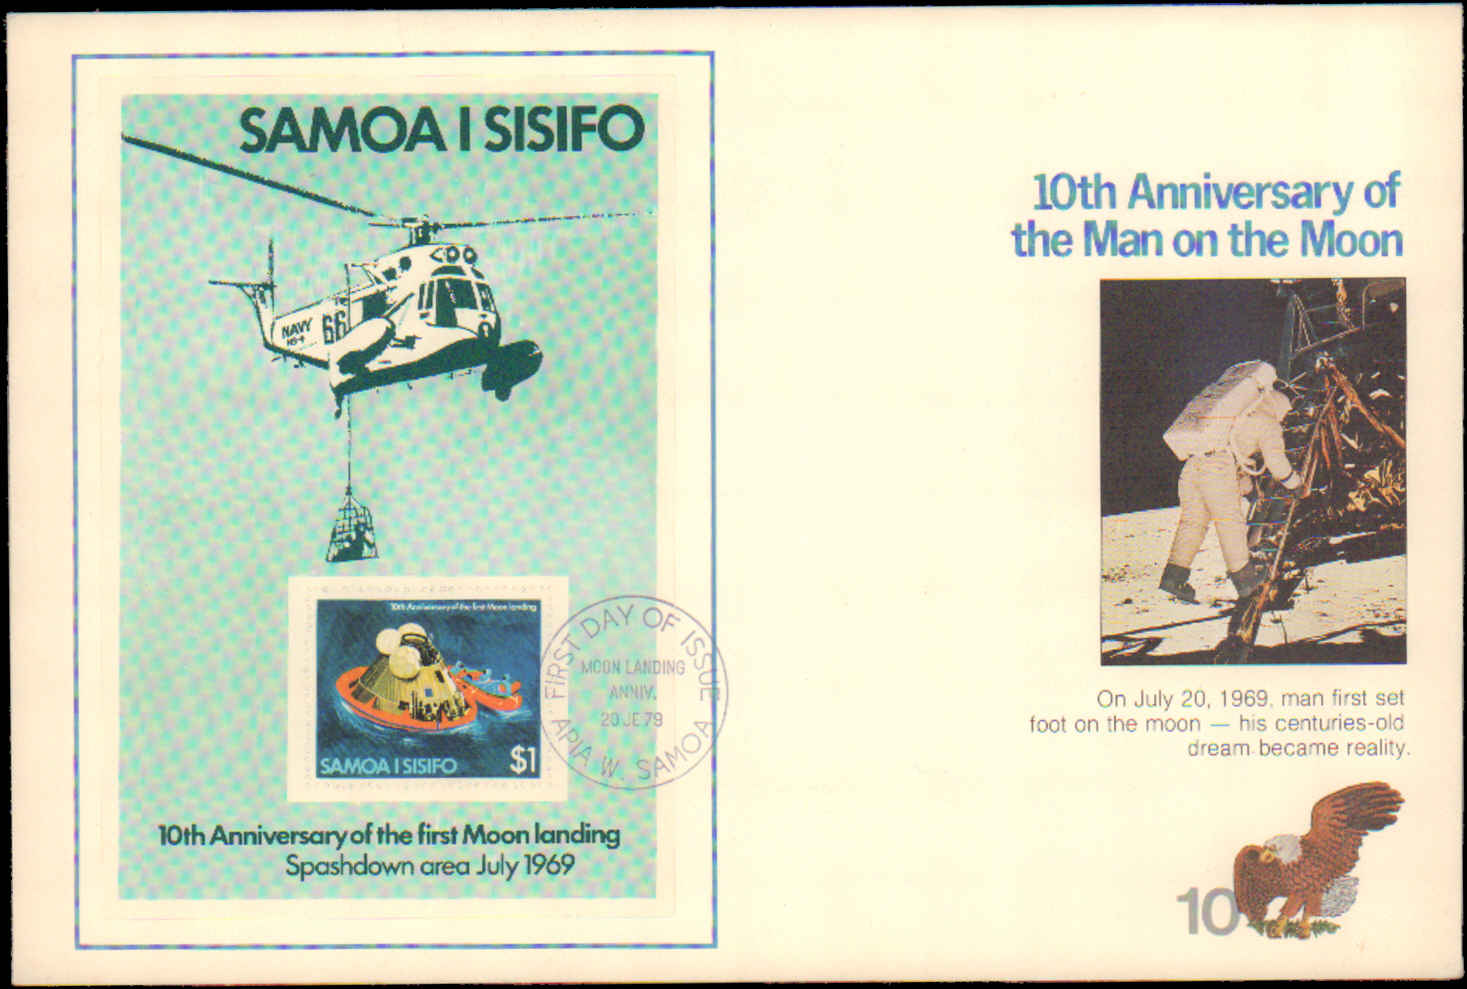 SAMOA I SISIFO
NAVY
HS-4
66
10th Anniversary of the first Moon landing
SAMOA I SISIFO
$1
FIRST DAY OF ISSUE
MOON LANDING
ANNIV.
20 JE 79
APIA W. SAMOA
10th Anniversary of the first Moon landing
Spashdown area July 1969
10th Anniversary of
the Man on the Moon
On July 20, 1969, man first set
foot on the moon — his centuries-old
dream became reality.
10